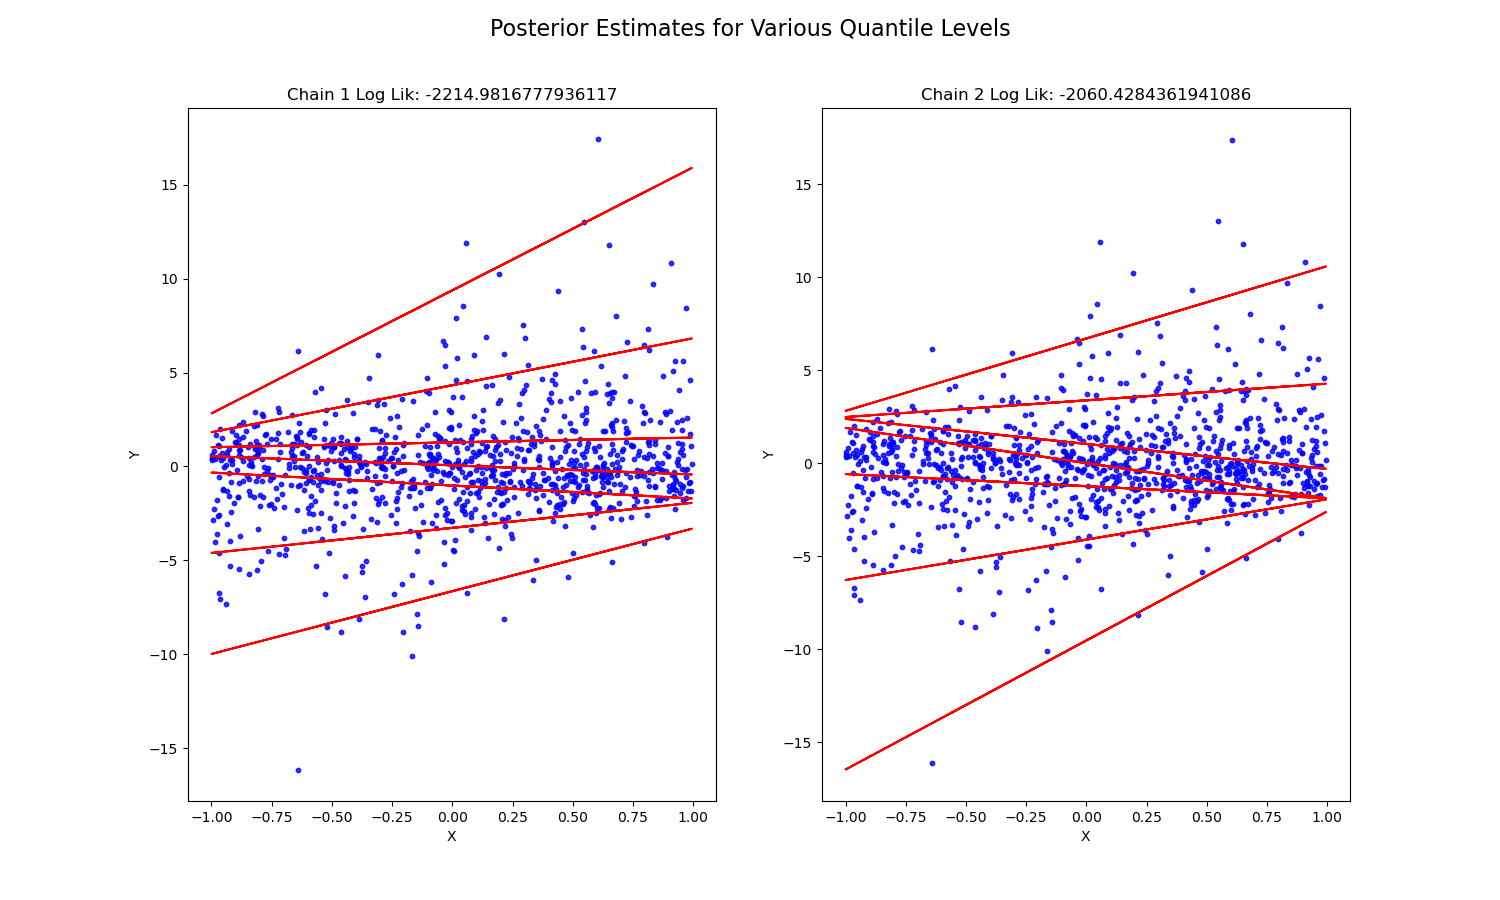 Posterior Estimates for Various Quantile Levels
Chain 1 Log Lik: -2214.9816777936117
Y
15
10
5
0
−5
−10
−15
−1.00 −0.75 −0.50 −0.25 0.00 0.25 0.50 0.75 1.00
X
Chain 2 Log Lik: -2060.4284361941086
Y
15
10
5
0
−5
−10
−15
−1.00 −0.75 −0.50 −0.25 0.00 0.25 0.50 0.75 1.00
X